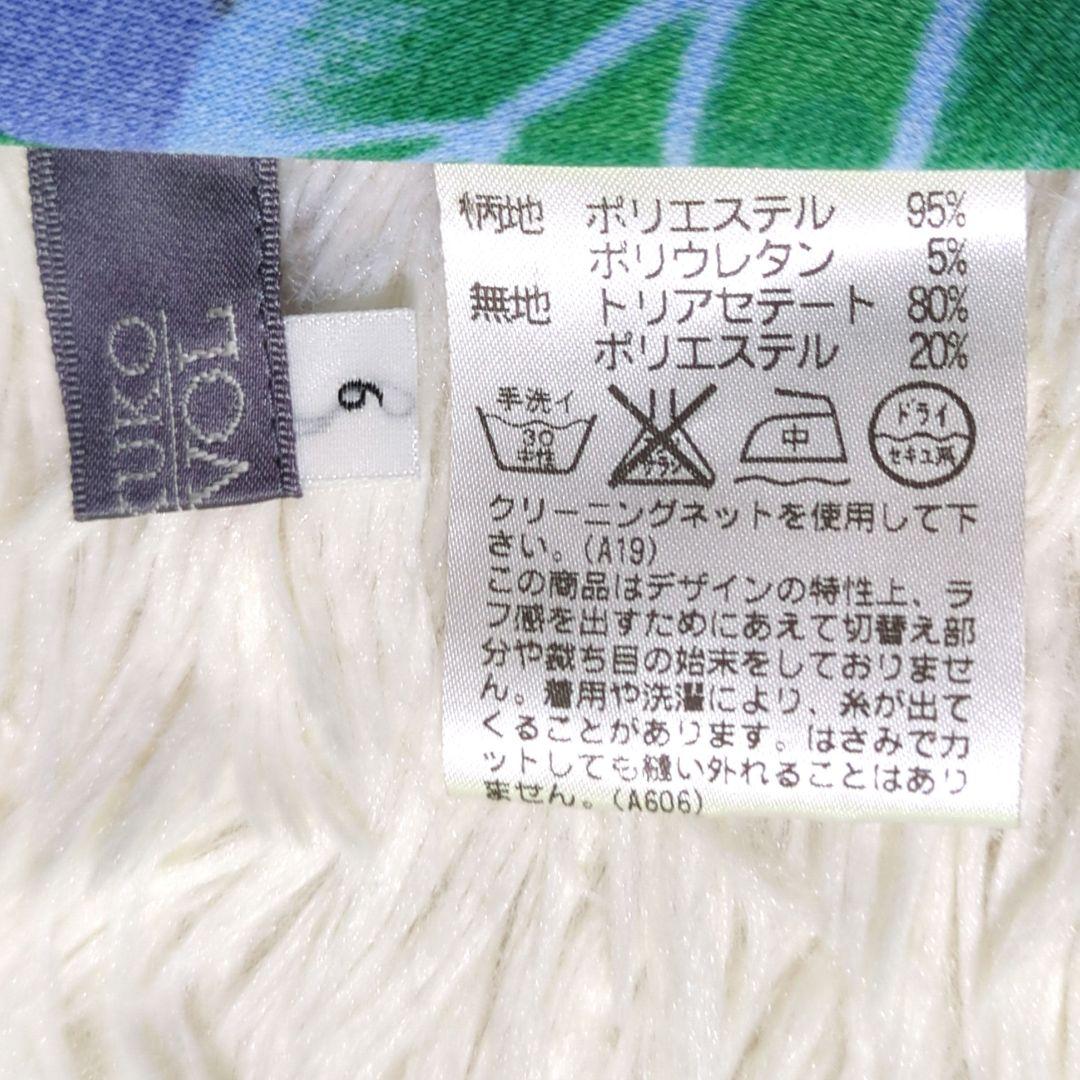 柄地 ポリエステル 95%
ポリウレタン 5%
無地 トリアセテート 80%
ポリエステル 20%
手洗イ
30
中性
中
ドライ
セキユ系
クリーニングネットを使用して下
さい。(A19)
この商品はデザインの特性上、ラ
フ感を出すためにあえて切替え部
分や裁ち目の始末をしておりませ
ん。着用や洗濯により、糸が出て
くることがあります。はさみでカ
ットしても縫い外れることはあり
ません。(A606)
TUKO
VOL
9